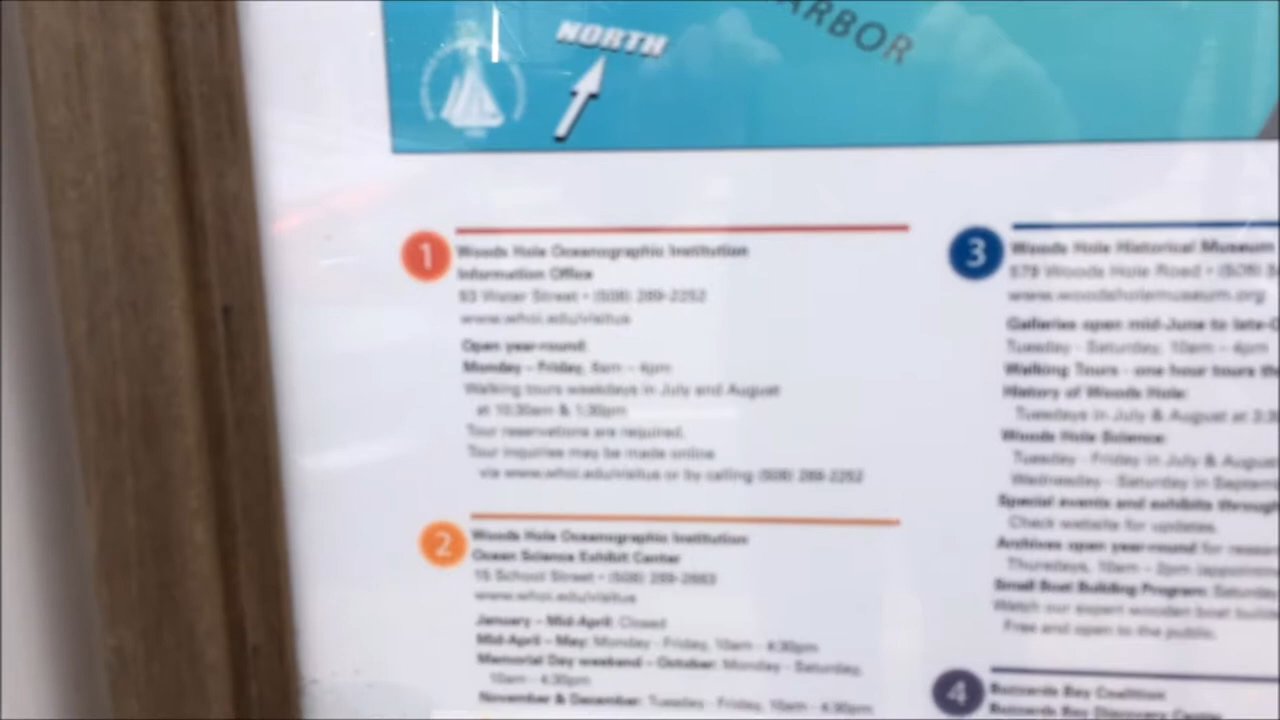 NORTH
ARBOR
1
Woods Hole Oceanographic Institution
Information Office
93 Water Street • (508) 289-2252
www.whoi.edu/visitus
Open year-round:
Monday – Friday, 8am – 4pm
Walking tours weekdays in July and August
at 10:30am & 1:30pm
Tour reservations are required.
Tour inquiries may be made online
via www.whoi.edu/visitus or by calling (508) 289-2252
2
Woods Hole Oceanographic Institution
Ocean Science Exhibit Center
15 School Street • (508) 289-2663
www.whoi.edu/visitus
January – Mid-April: Closed
Mid-April – May: Monday - Friday, 10am - 4:30pm
Memorial Day weekend – October: Monday - Saturday,
10am - 4:30pm
November & December: Tuesday - Friday, 10am - 4:30pm
3
Woods Hole Historical Museum
579 Woods Hole Road • (508)
www.woodsholemuseum.org
Galleries open mid-June to late-
Tuesday - Saturday, 10am – 4pm
Walking Tours - one hour tours
History of Woods Hole:
Tuesdays in July & August at
Woods Hole Science:
Tuesday - Friday in July & August
Wednesday - Saturday in
Special events and exhibits
Check website for updates.
Archives open year-round for
Thursdays, 10am – 2pm
Small Boat Building Program:
Watch our expert wooden boat
Free and open to the public.
4
Buzzards Bay Coalition
Buzzards Bay Discovery Center